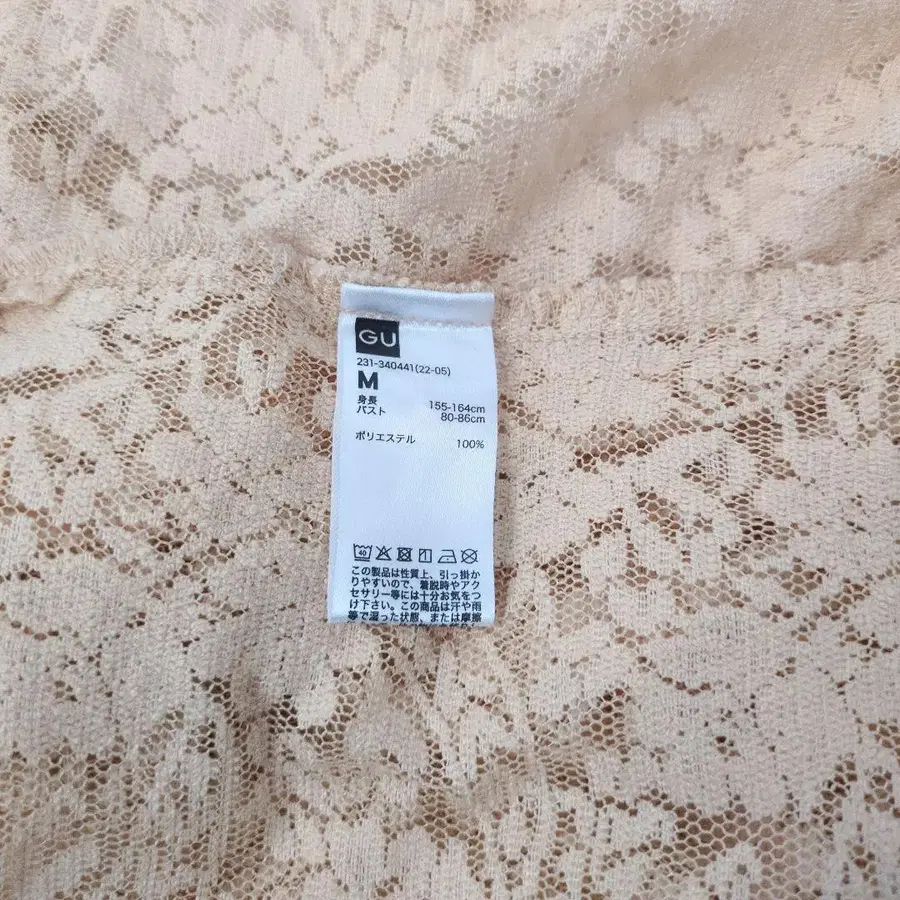 GU
231-340441(22-05)
M
身長 155-164cm
バスト 80-86cm
ポリエステル 100%
40
この製品は性質上、引っ掛か
りやすいので、着脱時やアク
セサリー等には十分お気をつ
け下さい。この商品は汗や雨
等で湿った状態、または摩擦